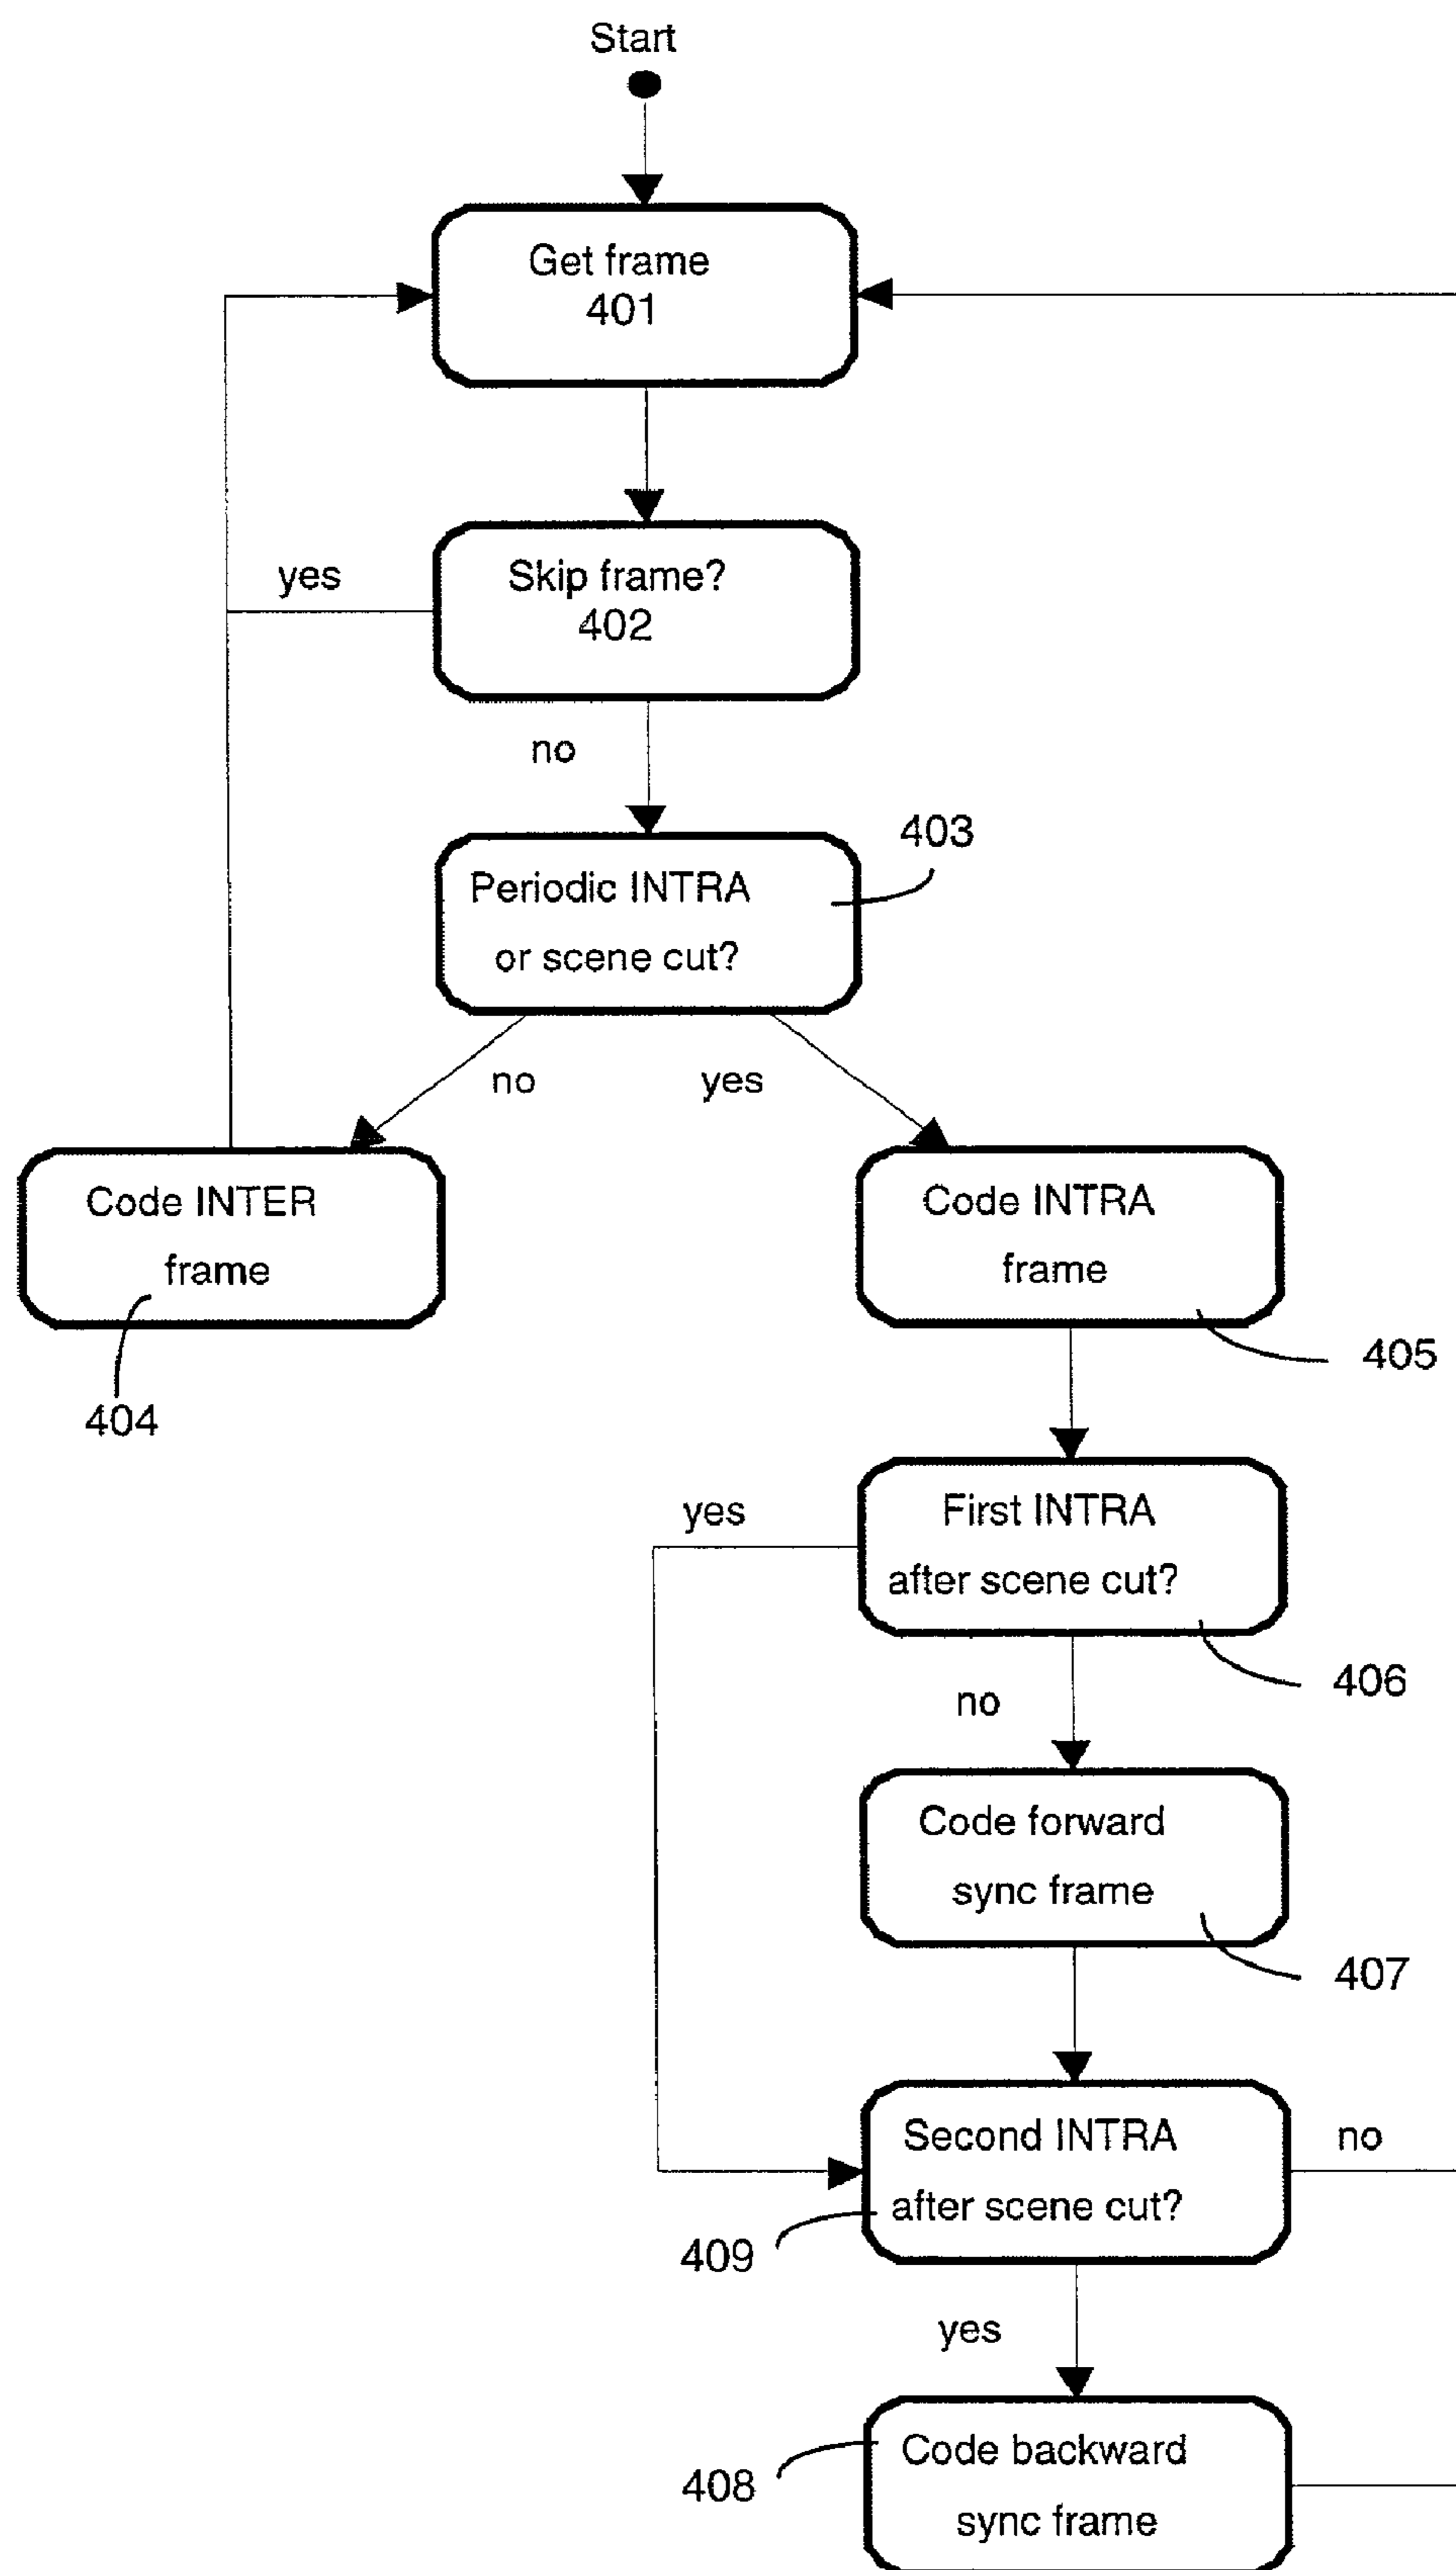 Start
Get frame
401
yes
Skip frame?
402
no
403
Periodic INTRA
or scene cut?
no
yes
Code INTER
frame
404
Code INTRA
frame
405
yes
First INTRA
after scene cut?
406
no
Code forward
sync frame
407
Second INTRA
after scene cut?
no
409
yes
Code backward
sync frame
408